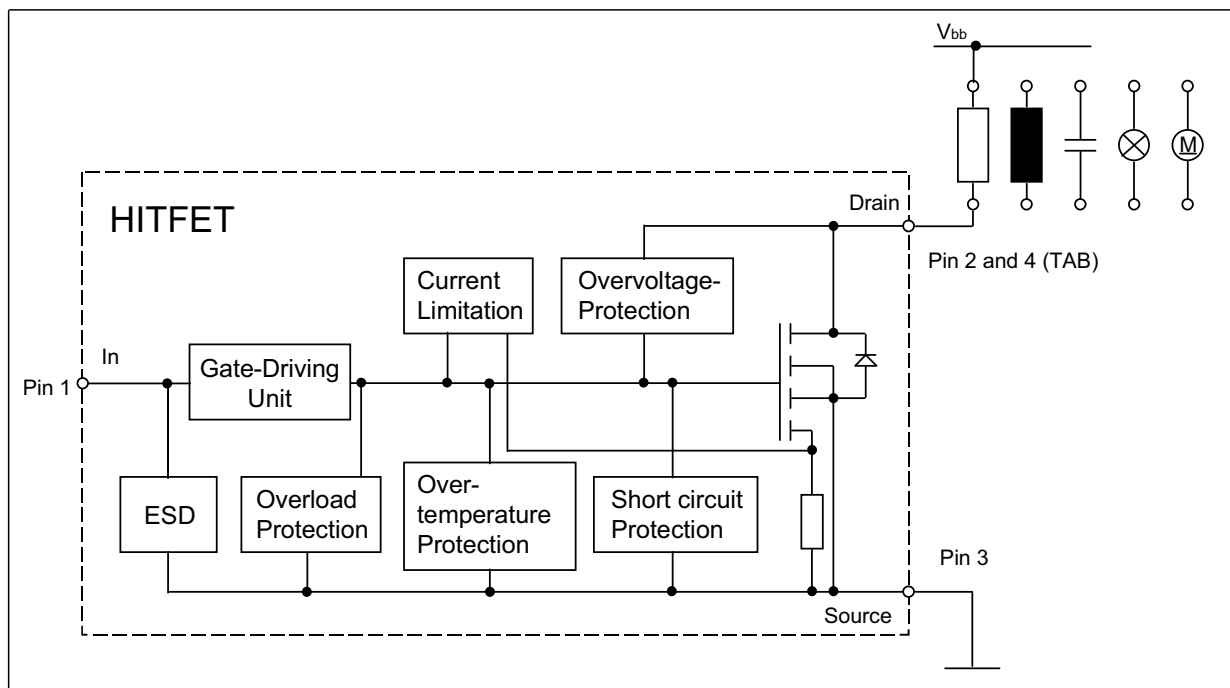 Vbb
HITFET
Drain
Pin 2 and 4 (TAB)
M
Current
Limitation
Overvoltage-
Protection
In
Pin 1
Gate-Driving
Unit
ESD
Overload
Protection
Over-
temperature
Protection
Short circuit
Protection
Pin 3
Source